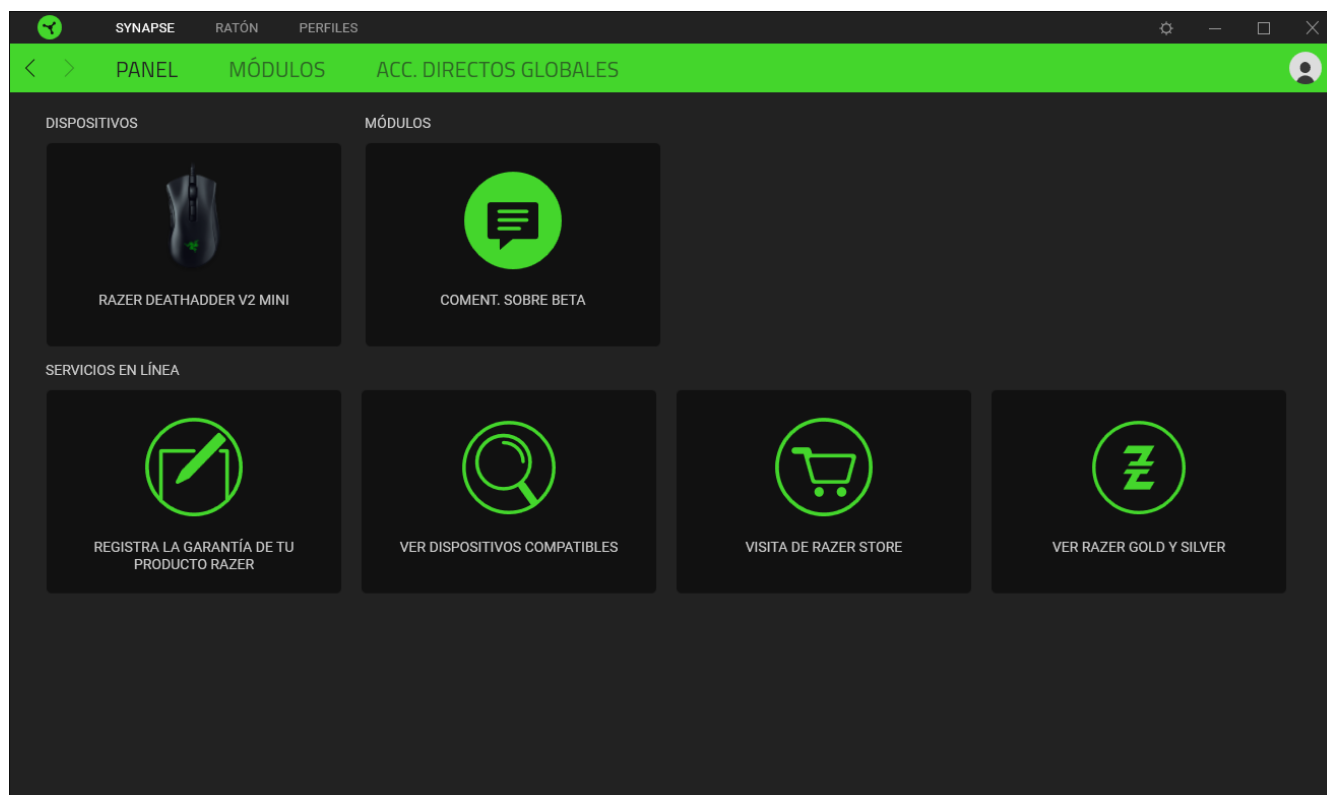 SYNAPSE RATÓN PERFILES
PANEL MÓDULOS ACC. DIRECTOS GLOBALES
DISPOSITIVOS MÓDULOS
RAZER DEATHADDER V2 MINI COMENT. SOBRE BETA
SERVICIOS EN LÍNEA
REGISTRA LA GARANTÍA DE TU
PRODUCTO RAZER
VER DISPOSITIVOS COMPATIBLES
VISITA DE RAZER STORE
VER RAZER GOLD Y SILVER